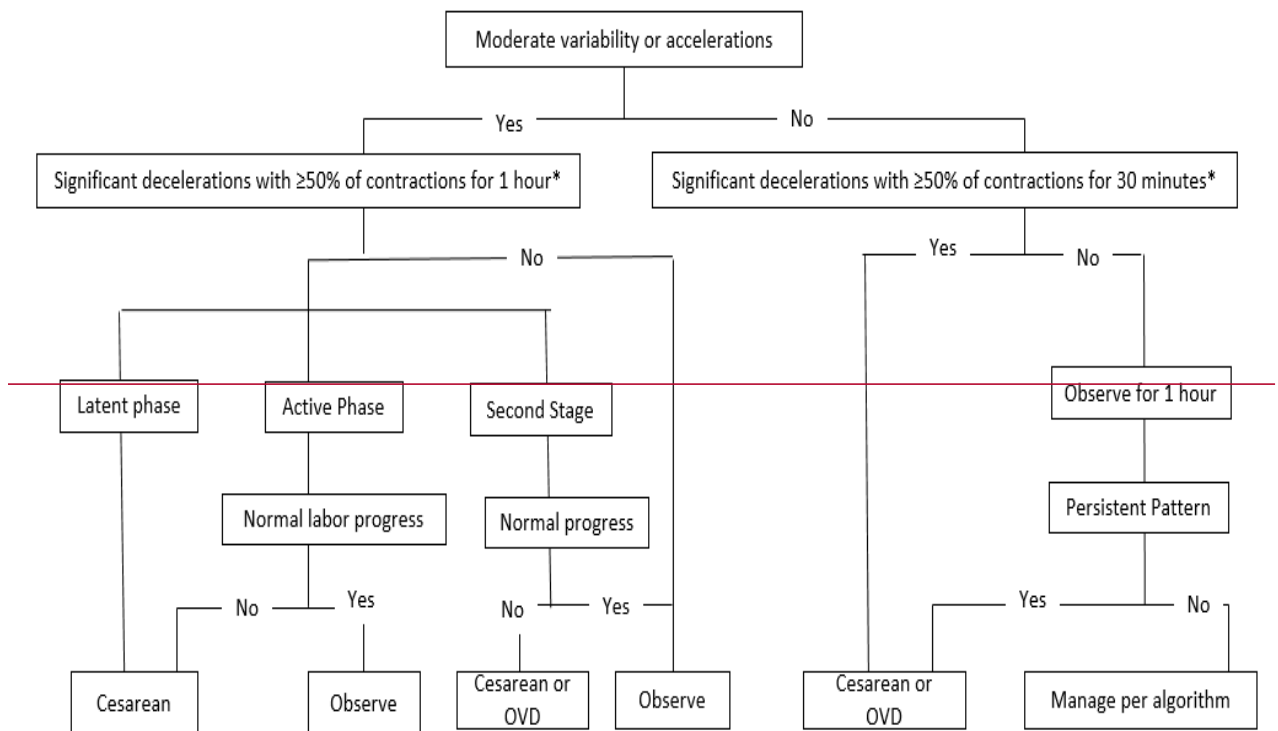 Moderate variability or accelerations
Yes
No
Significant decelerations with ≥50% of contractions for 1 hour*
Significant decelerations with ≥50% of contractions for 30 minutes*
No
Yes
No
Latent phase
Active Phase
Second Stage
Observe for 1 hour
Normal labor progress
Normal progress
Persistent Pattern
No
Yes
No
Yes
Yes
No
Cesarean
Observe
Cesarean or
OVD
Observe
Cesarean or
OVD
Manage per algorithm